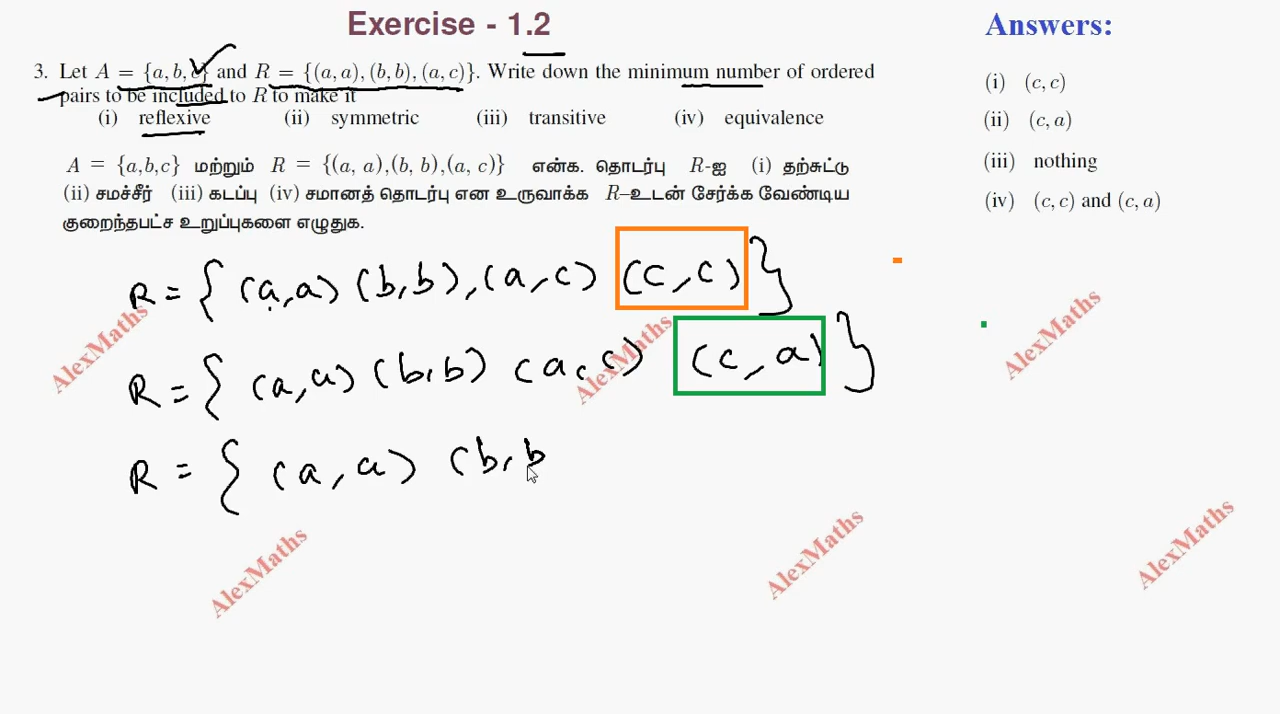 Exercise - 1.2
Answers:
3. Let A = {a, b, c} and R = {(a, a), (b, b), (a, c)}. Write down the minimum number of ordered
pairs to be included to R to make it
(i) reflexive (ii) symmetric (iii) transitive (iv) equivalence
(i) (c, c)
(ii) (c, a)
(iii) nothing
(iv) (c, c) and (c, a)
A = {a,b,c} மற்றும் R = {(a, a),(b, b),(a, c)} என்க. தொடர்பு R-ஐ (i) தற்சுட்டு
(ii) சமச்சீர் (iii) கடப்பு (iv) சமானத் தொடர்பு என உருவாக்க R–உடன் சேர்க்க வேண்டிய
குறைந்தபட்ச உறுப்புகளை எழுதுக.
R = { (a,a) (b,b), (a,c) (c,c) }
R = { (a,a) (b,b) (a,c) (c,a) }
R = { (a,a) (b,b
AlexMaths
AlexMaths
AlexMaths
AlexMaths
AlexMaths
AlexMaths